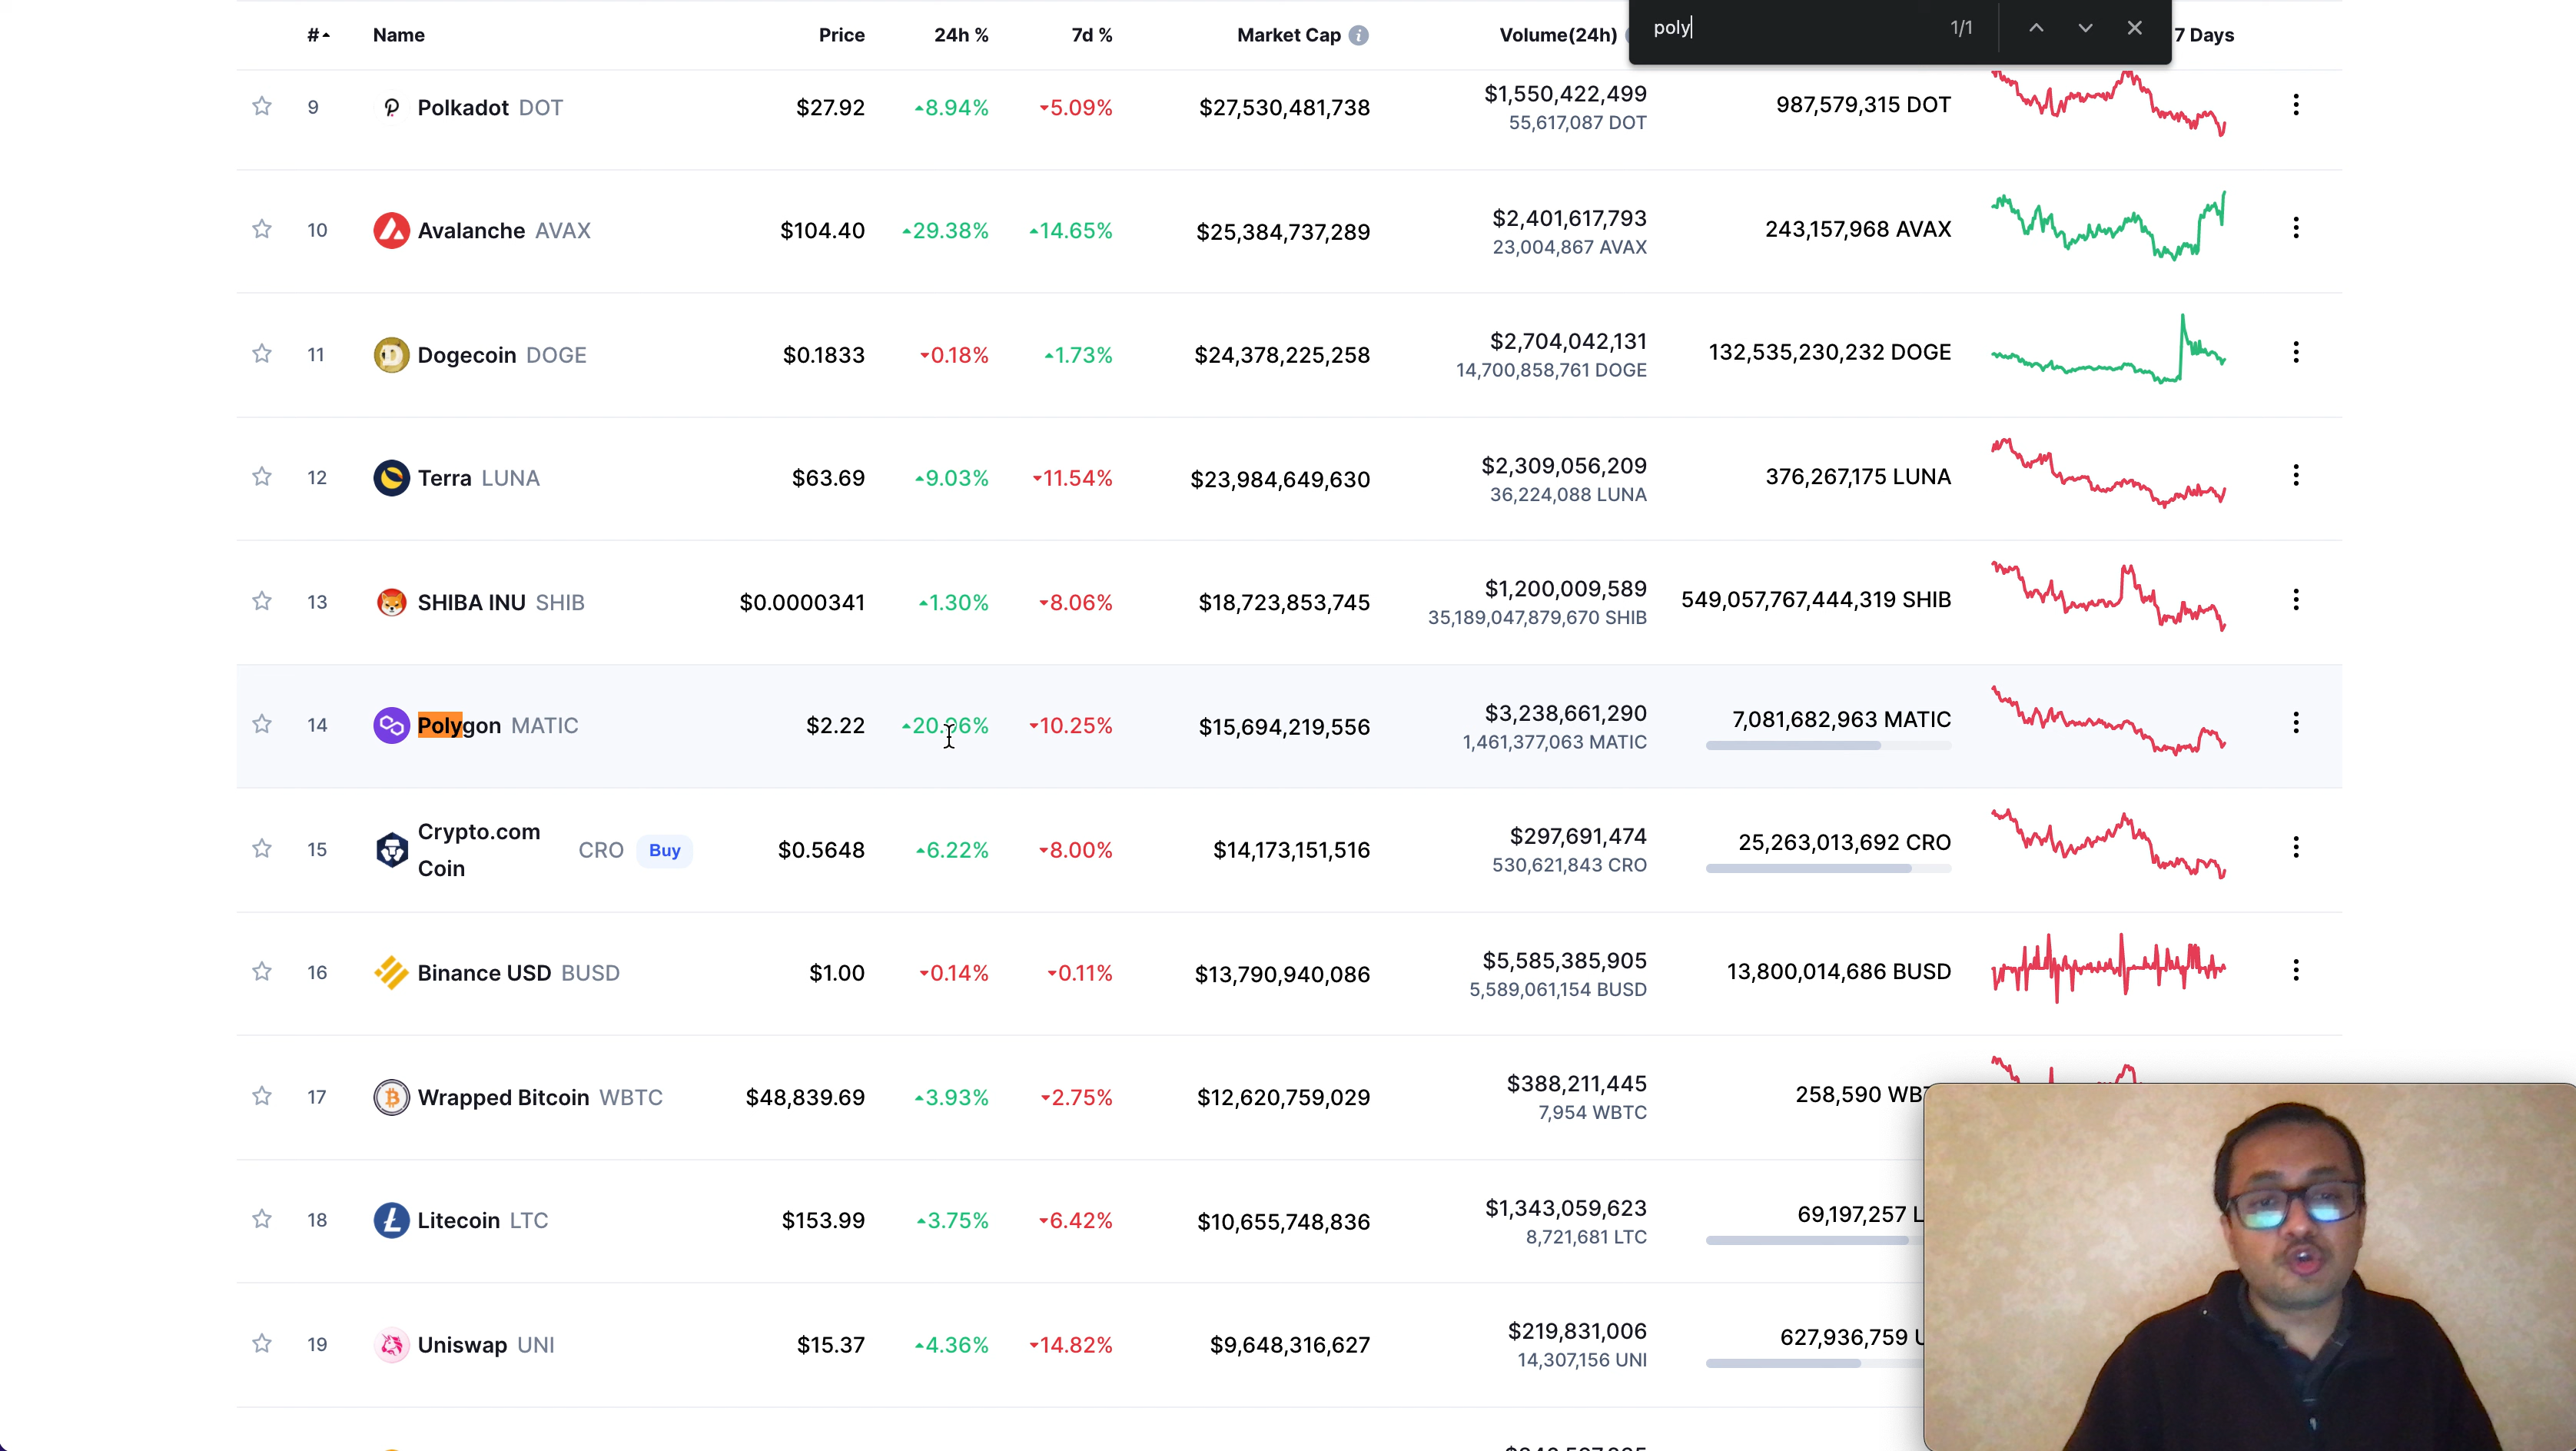 # Name Price 24h % 7d % Market Cap Volume(24h) 7 Days
poly 1/1
9 Polkadot DOT $27.92 8.94% 5.09% $27,530,481,738 $1,550,422,499 987,579,315 DOT
55,617,087 DOT
10 Avalanche AVAX $104.40 29.38% 14.65% $25,384,737,289 $2,401,617,793 243,157,968 AVAX
23,004,867 AVAX
11 Dogecoin DOGE $0.1833 0.18% 1.73% $24,378,225,258 $2,704,042,131 132,535,230,232 DOGE
14,700,858,761 DOGE
12 Terra LUNA $63.69 9.03% 11.54% $23,984,649,630 $2,309,056,209 376,267,175 LUNA
36,224,088 LUNA
13 SHIBA INU SHIB $0.0000341 1.30% 8.06% $18,723,853,745 $1,200,009,589 549,057,767,444,319 SHIB
35,189,047,879,670 SHIB
14 Polygon MATIC $2.22 10.25% $15,694,219,556 $3,238,661,290 7,081,682,963 MATIC
1,461,377,063 MATIC
15 Crypto.com Coin CRO Buy $0.5648 6.22% 8.00% $14,173,151,516 $297,691,474 25,263,013,692 CRO
530,621,843 CRO
16 Binance USD BUSD $1.00 0.14% 0.11% $13,790,940,086 $5,585,385,905 13,800,014,686 BUSD
5,589,061,154 BUSD
17 Wrapped Bitcoin WBTC $48,839.69 3.93% 2.75% $12,620,759,029 $388,211,445 258,590
7,954 WBTC
18 Litecoin LTC $153.99 3.75% 6.42% $10,655,748,836 $1,343,059,623 69,197,257
8,721,681 LTC
19 Uniswap UNI $15.37 4.36% 14.82% $9,648,316,627 $219,831,006 627,936,759
14,307,156 UNI